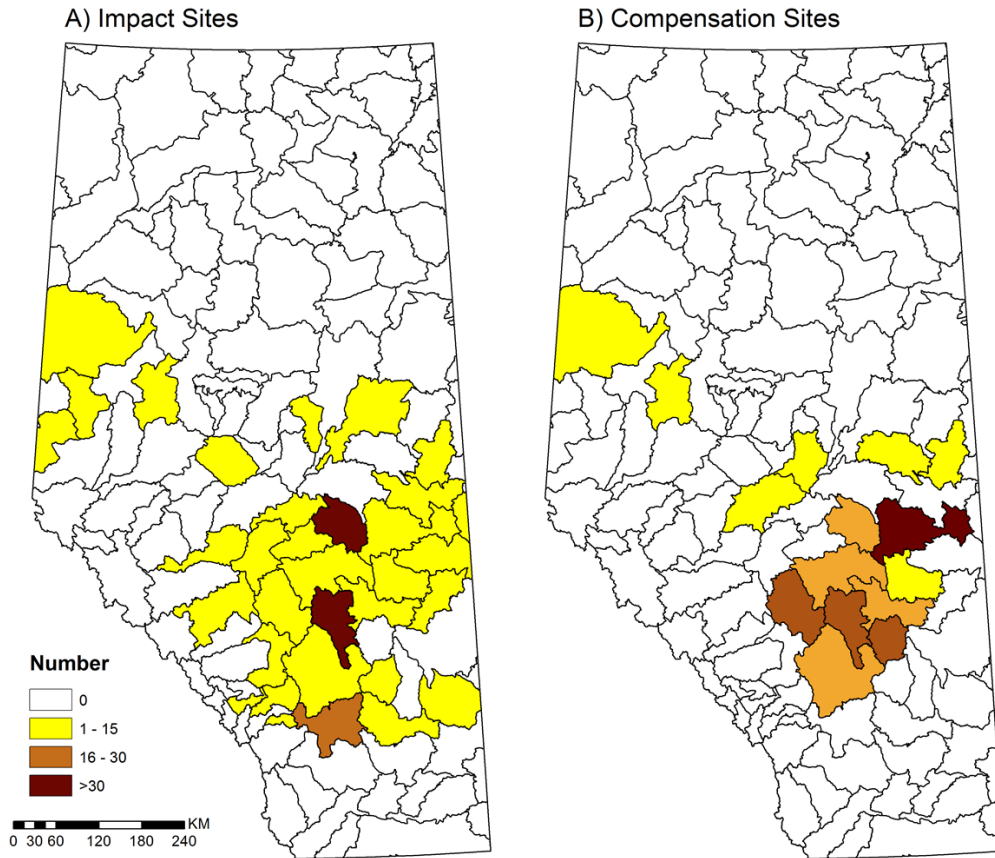 A) Impact Sites
B) Compensation Sites
Number
0
1 - 15
16 - 30
>30
KM
0 30 60 120 180 240